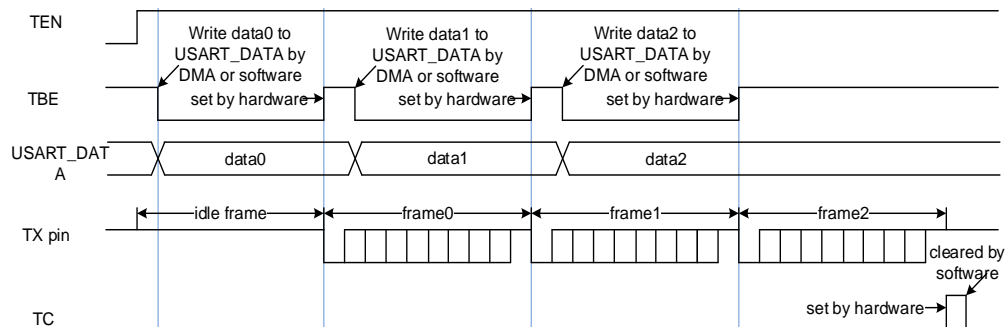 TEN
Write data0 to
USART_DATA by
DMA or software
Write data1 to
USART_DATA by
DMA or software
Write data2 to
USART_DATA by
DMA or software
TBE
set by hardware
set by hardware
set by hardware
USART_DAT
A
data0
data1
data2
idle frame
frame0
frame1
frame2
TX pin
cleared by
software
set by hardware
TC